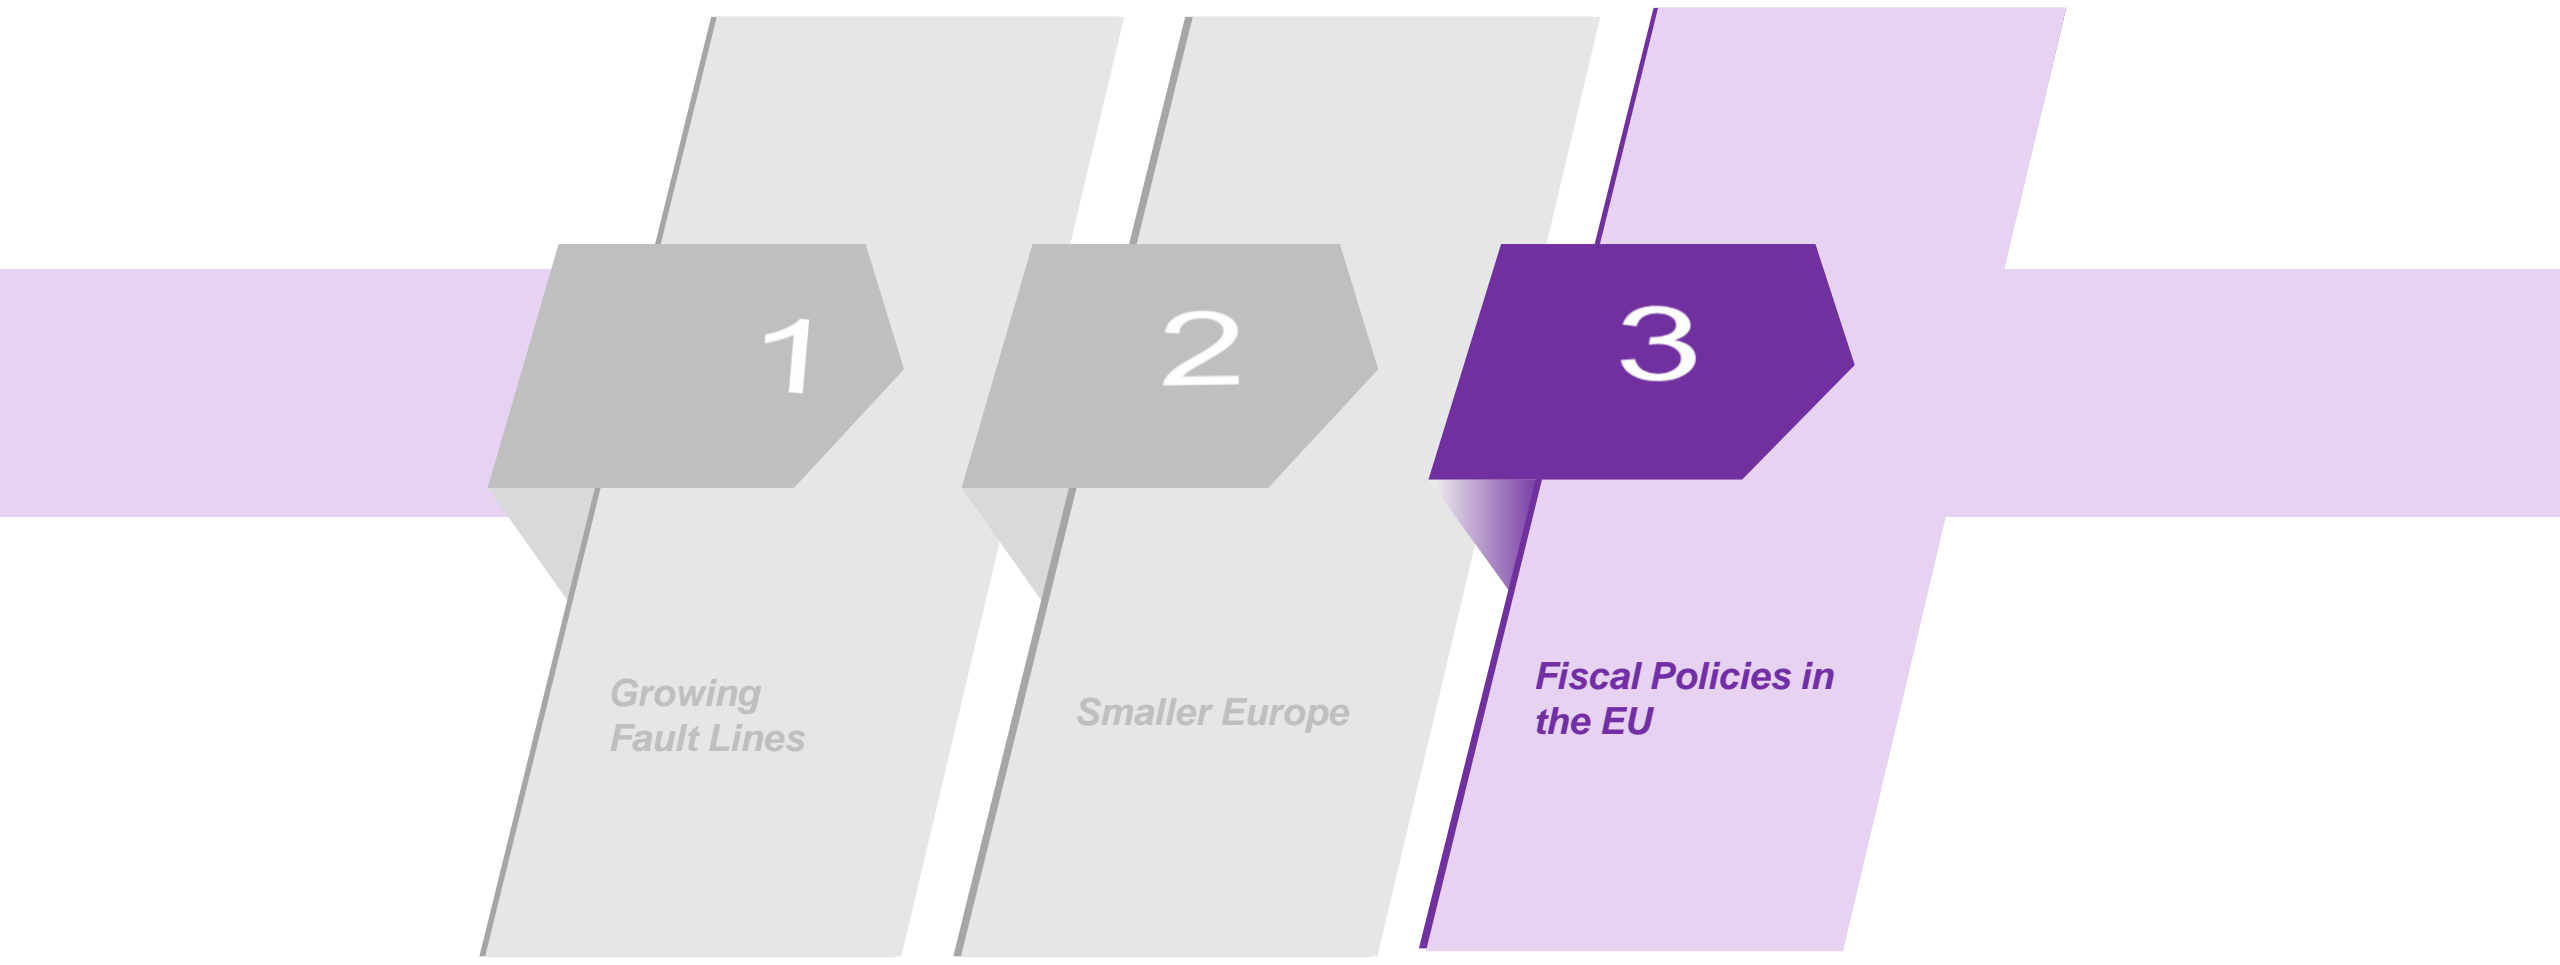 1
2
3
Growing
Fault Lines
Smaller Europe
Fiscal Policies in
the EU